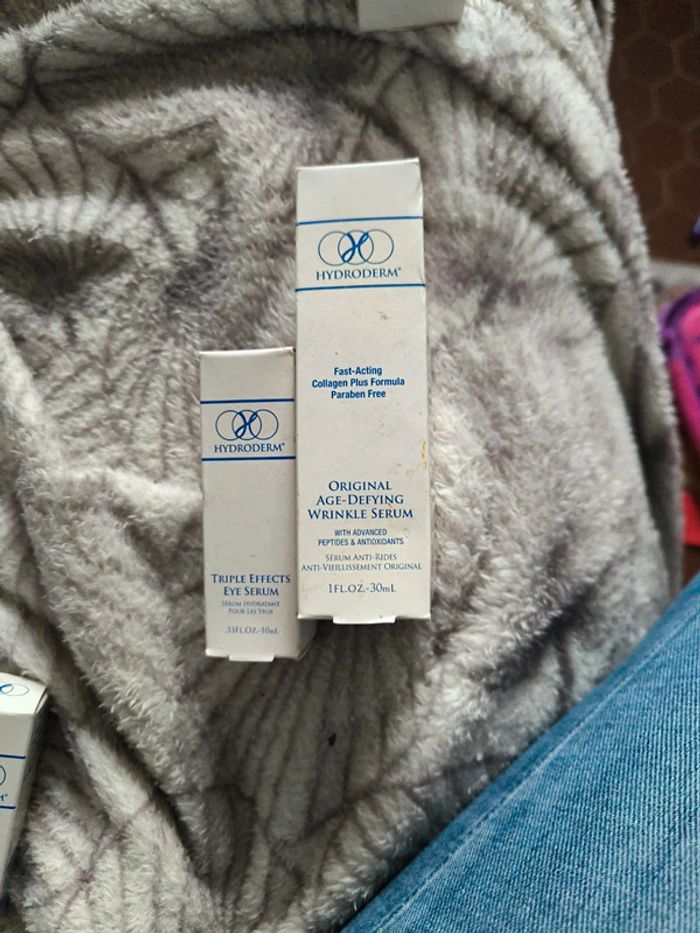 HYDRODERM®
Fast-Acting
Collagen Plus Formula
Paraben Free
ORIGINAL
AGE-DEFYING
WRINKLE SERUM
WITH ADVANCED
PEPTIDES & ANTIOXIDANTS
SÉRUM ANTI-RIDES
ANTI-VIEILLISSEMENT ORIGINAL
1FL.OZ.-30mL
HYDRODERM®
TRIPLE EFFECTS
EYE SERUM
SÉRUM HYDRATANT
POUR LES YEUX
.33FL.OZ.-10mL